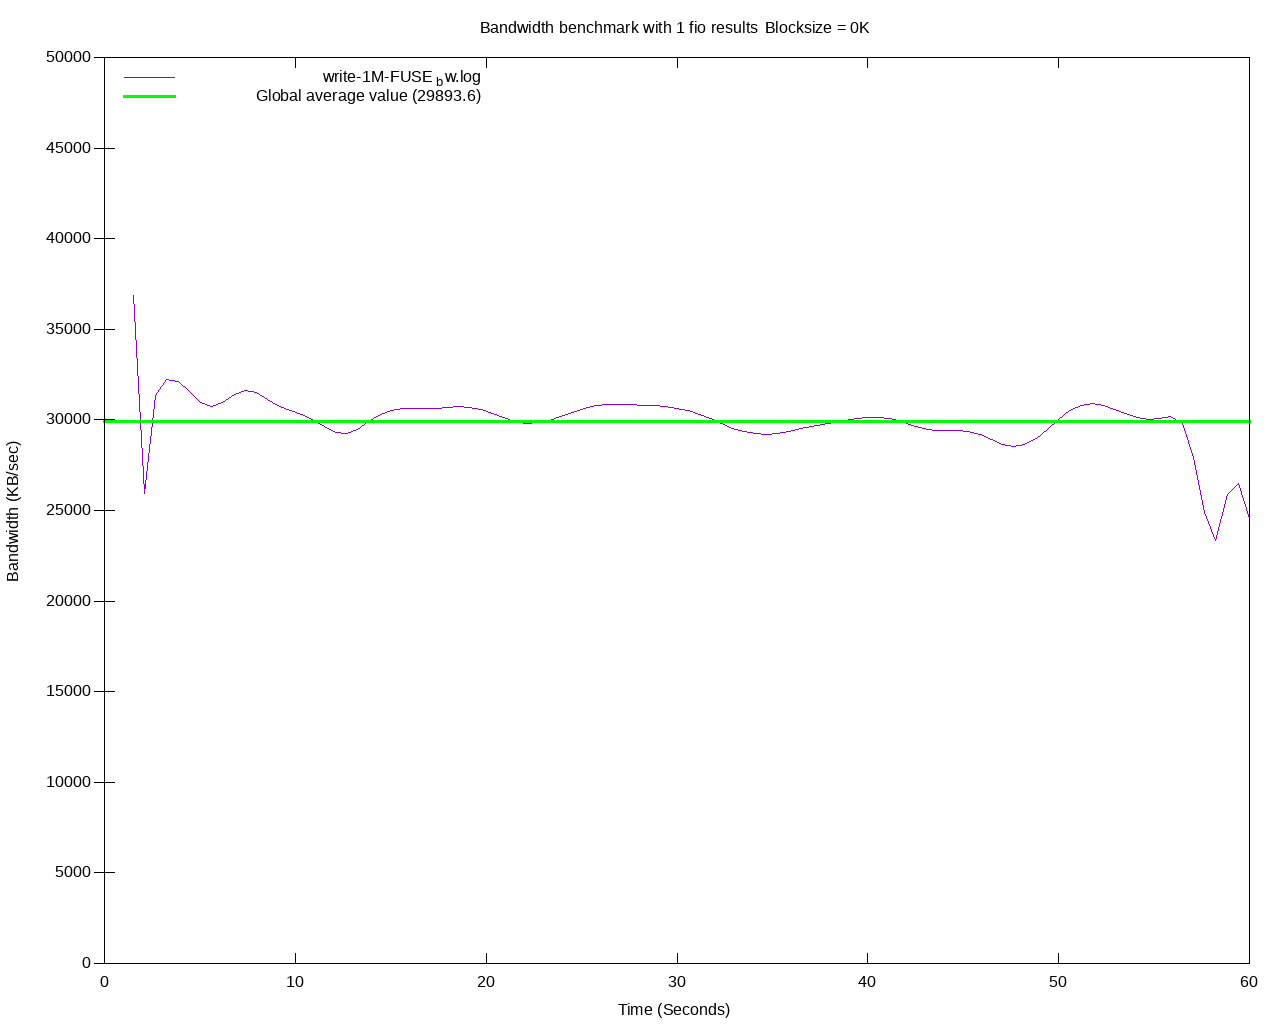 Bandwidth benchmark with 1 fio results Blocksize = 0K
50000
write-1M-FUSE_bw.log
Global average value (29893.6)
45000
40000
35000
30000
25000
Bandwidth (KB/sec)
20000
15000
10000
5000
0
0 10 20 30 40 50 60
Time (Seconds)